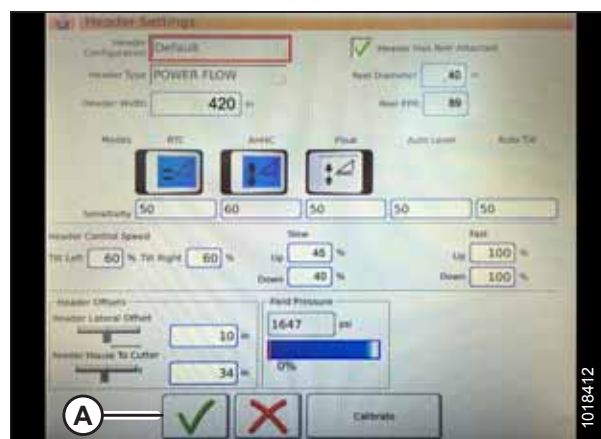 Header Settings
Header Configuration Default
Header Has Reel Attached
Header Type POWER FLOW
Reel Diameter 40 in
Header Width 420 in
Reel PPR 89
Modes RTC AHHC Float Auto Level Auto Tilt
Sensitivity 50 60 50 50 50
Header Control Speed
Slow
Fast
Tilt Left 60 % Tilt Right 60 %
Up 45 %
Up 100 %
Down 40 %
Down 100 %
Header Offsets
Field Pressure
Header Lateral Offset
10 in
1647 psi
Feeder House To Cutter
34 in
0%
A
Calibrate
1018412